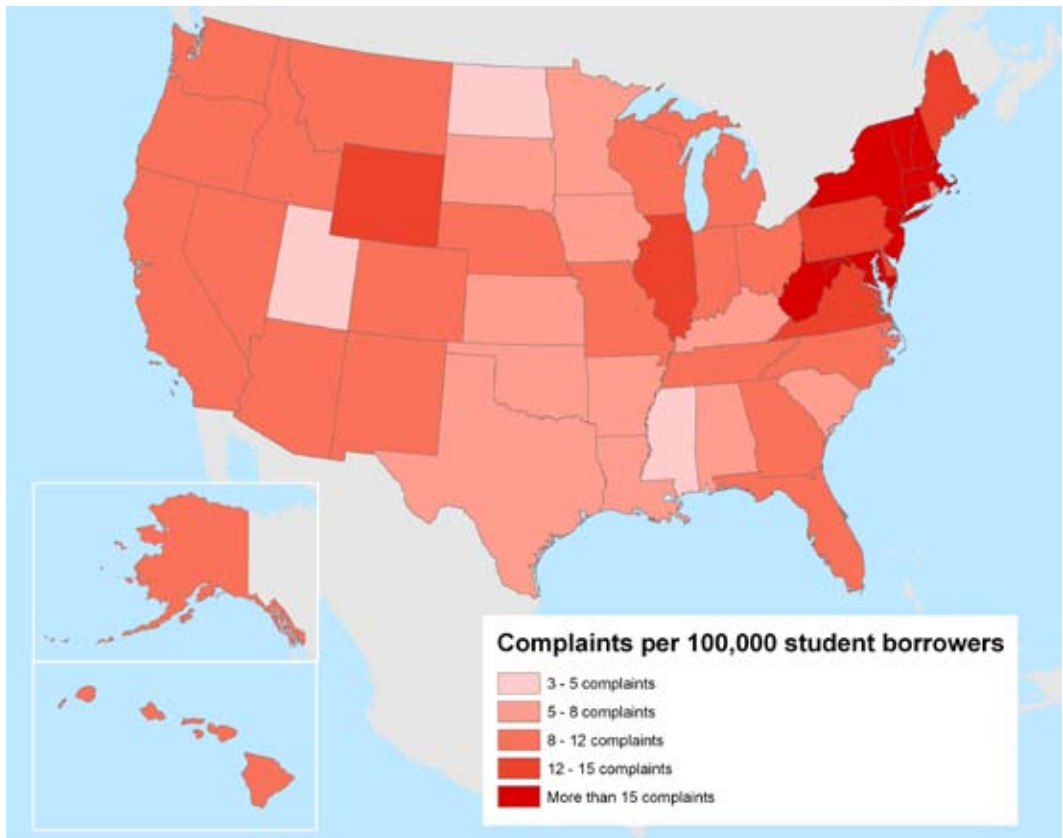 Complaints per 100,000 student borrowers
3 - 5 complaints
5 - 8 complaints
8 - 12 complaints
12 - 15 complaints
More than 15 complaints